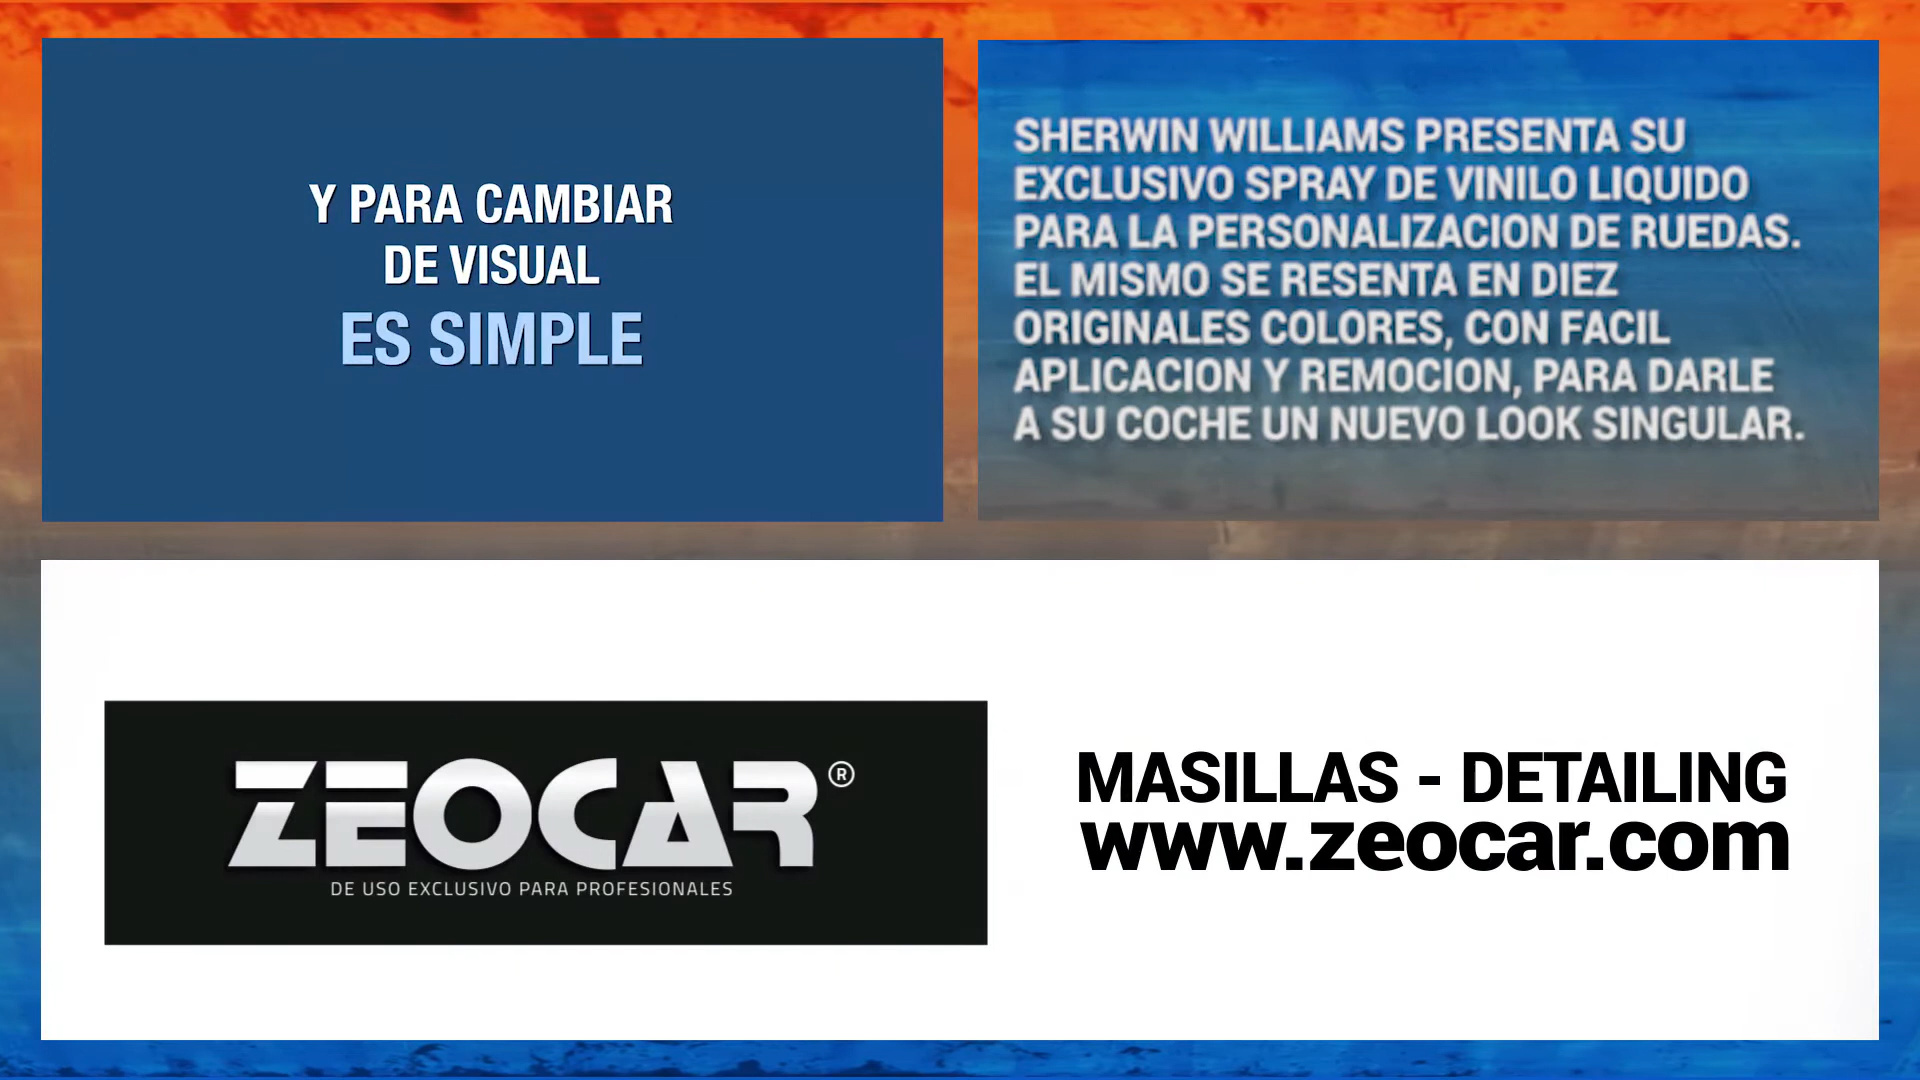 Y PARA CAMBIAR
DE VISUAL
ES SIMPLE
SHERWIN WILLIAMS PRESENTA SU
EXCLUSIVO SPRAY DE VINILO LIQUIDO
PARA LA PERSONALIZACION DE RUEDAS.
EL MISMO SE RESENTA EN DIEZ
ORIGINALES COLORES, CON FACIL
APLICACION Y REMOCION, PARA DARLE
A SU COCHE UN NUEVO LOOK SINGULAR.
ZEOCAR®
DE USO EXCLUSIVO PARA PROFESIONALES
MASILLAS - DETAILING
www.zeocar.com